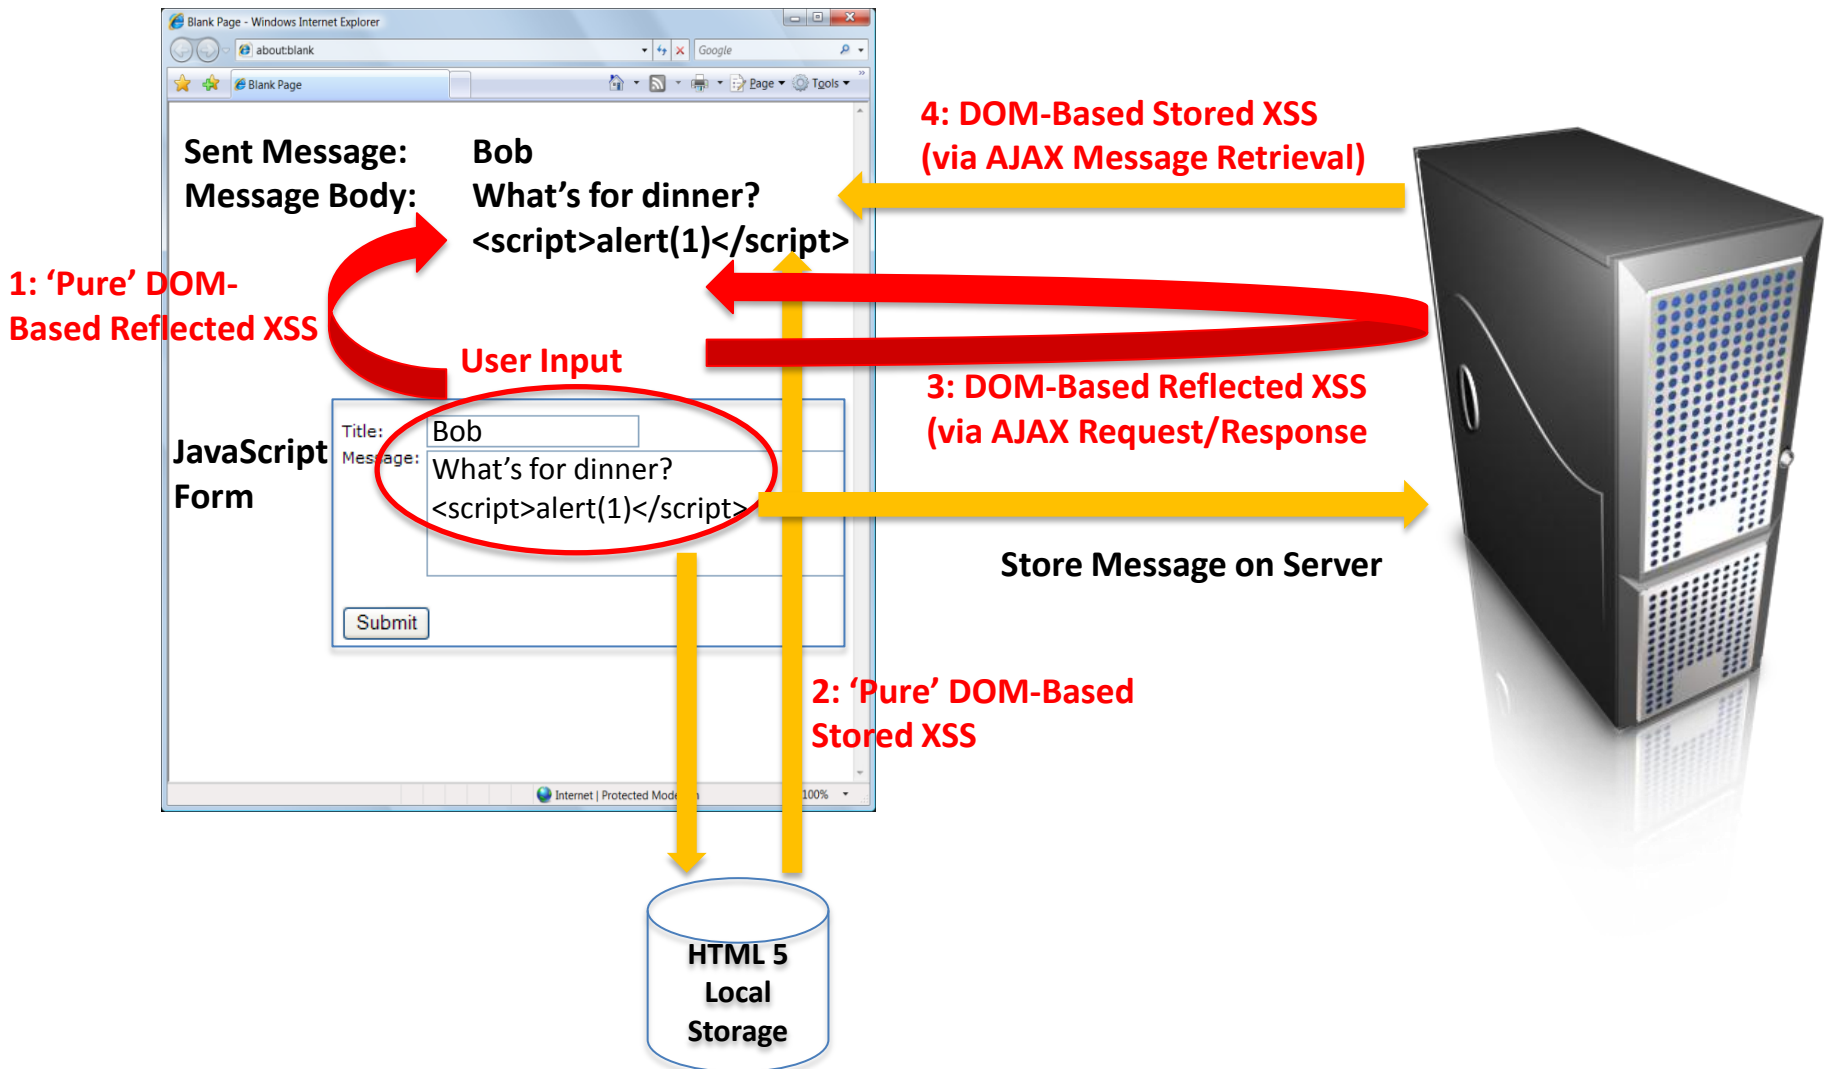 Blank Page - Windows Internet Explorer
about:blank
Google
Blank Page
Page
Tools
Sent Message: Bob
Message Body: What's for dinner?
<script>alert(1)</script>
4: DOM-Based Stored XSS
(via AJAX Message Retrieval)
1: ‘Pure’ DOM-
Based Reflected XSS
User Input
3: DOM-Based Reflected XSS
(via AJAX Request/Response
JavaScript
Form
Title: Bob
Message: What’s for dinner?
<script>alert(1)</script>
Store Message on Server
Submit
2: ‘Pure’ DOM-Based
Stored XSS
Internet | Protected Mode
100%
HTML 5
Local
Storage